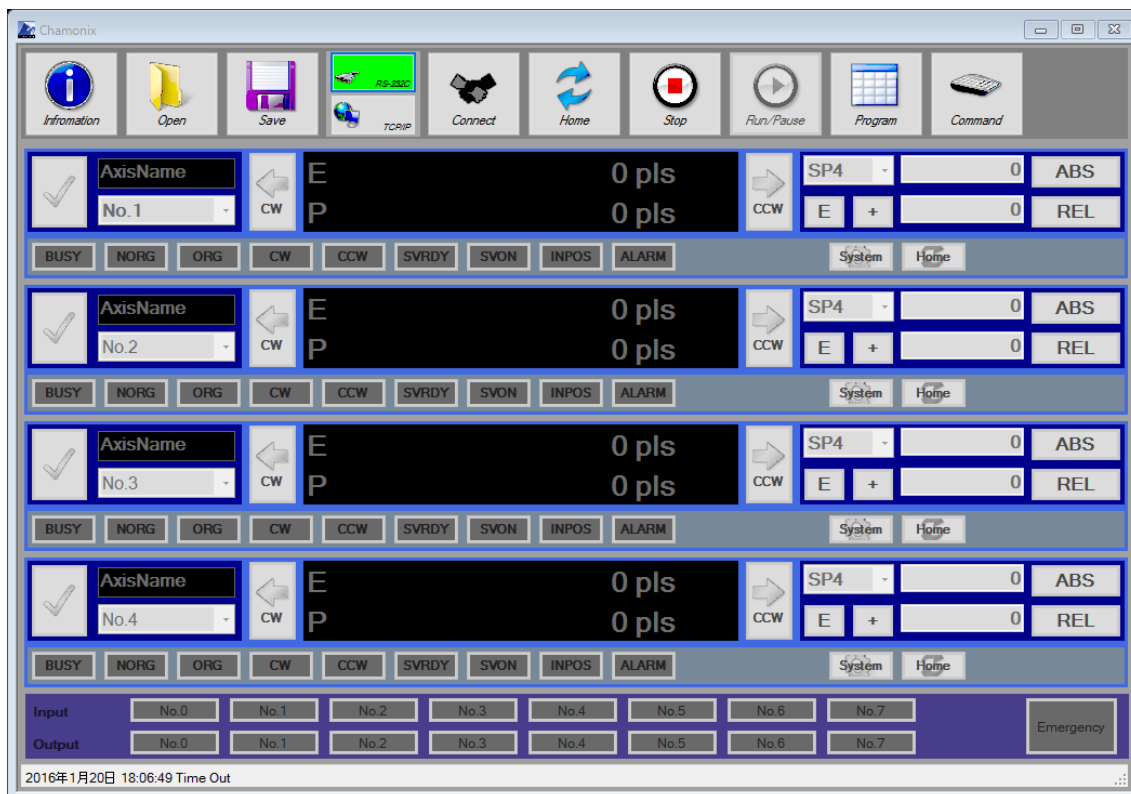 Chamonix
RS-232C
Infromation Open Save TCP/IP Connect Home Stop Run/Pause Program Command
AxisName E 0 pls SP4 0 ABS
No.1 CW P 0 pls CCW E + 0 REL
BUSY NORG ORG CW CCW SVRDY SVON INPOS ALARM System Home
AxisName E 0 pls SP4 0 ABS
No.2 CW P 0 pls CCW E + 0 REL
BUSY NORG ORG CW CCW SVRDY SVON INPOS ALARM System Home
AxisName E 0 pls SP4 0 ABS
No.3 CW P 0 pls CCW E + 0 REL
BUSY NORG ORG CW CCW SVRDY SVON INPOS ALARM System Home
AxisName E 0 pls SP4 0 ABS
No.4 CW P 0 pls CCW E + 0 REL
BUSY NORG ORG CW CCW SVRDY SVON INPOS ALARM System Home
Input No.0 No.1 No.2 No.3 No.4 No.5 No.6 No.7
Emergency
Output No.0 No.1 No.2 No.3 No.4 No.5 No.6 No.7
2016年1月20日 18:06:49 Time Out